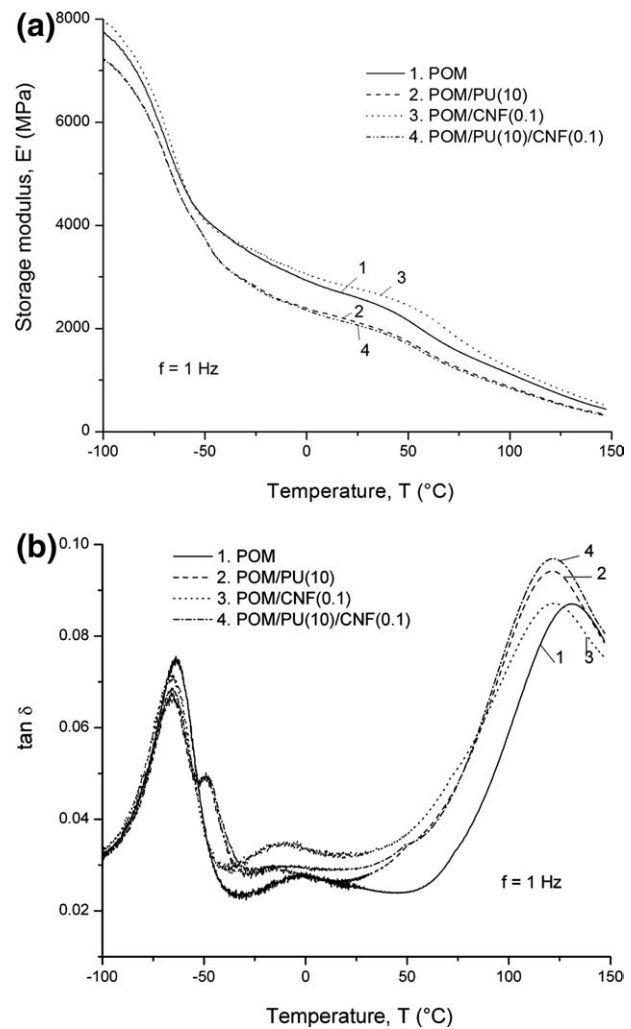 (a)
8000
6000
4000
2000
0
Storage modulus, E' (MPa)
1. POM
2. POM/PU(10)
3. POM/CNF(0.1)
4. POM/PU(10)/CNF(0.1)
1
3
2
4
f = 1 Hz
-100 -50 0 50 100 150
Temperature, T (°C)
(b)
0.10
0.08
0.06
0.04
0.02
tan δ
1. POM
2. POM/PU(10)
3. POM/CNF(0.1)
4. POM/PU(10)/CNF(0.1)
4
2
1
3
f = 1 Hz
-100 -50 0 50 100 150
Temperature, T (°C)